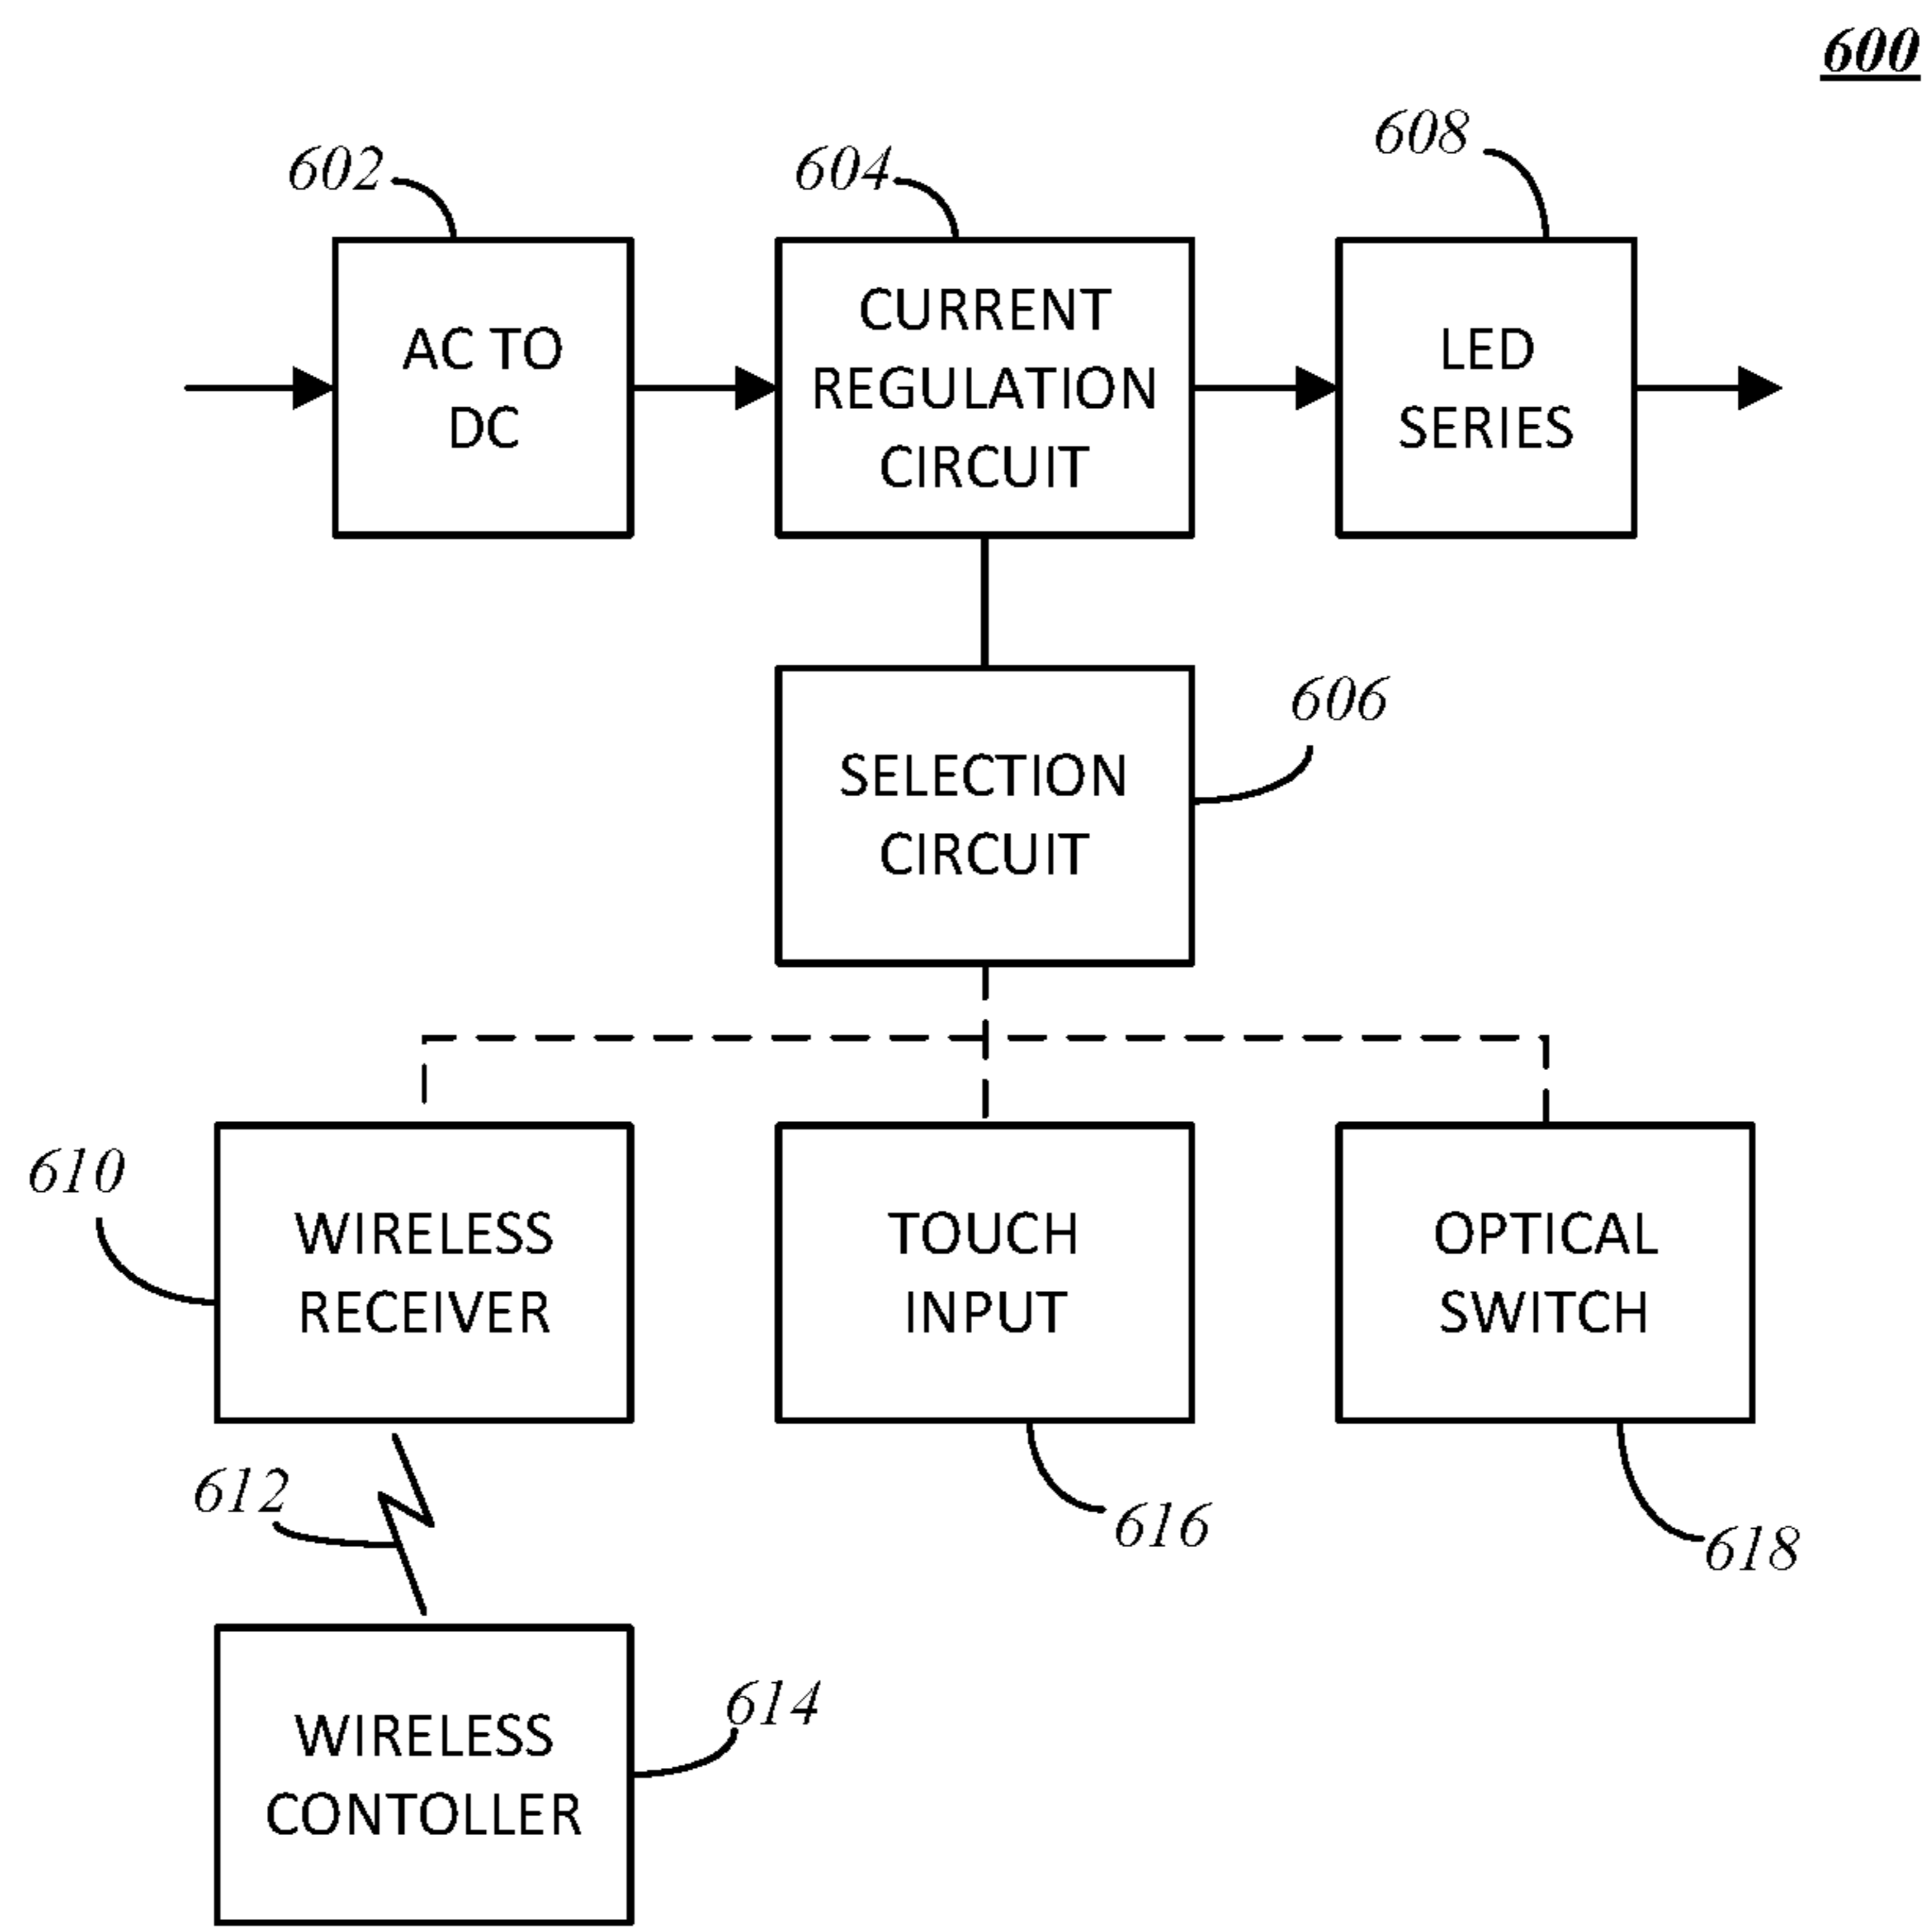 600
602
604
608
AC TO
DC
CURRENT
REGULATION
CIRCUIT
LED
SERIES
606
SELECTION
CIRCUIT
610
WIRELESS
RECEIVER
TOUCH
INPUT
OPTICAL
SWITCH
612
616
618
614
WIRELESS
CONTOLLER